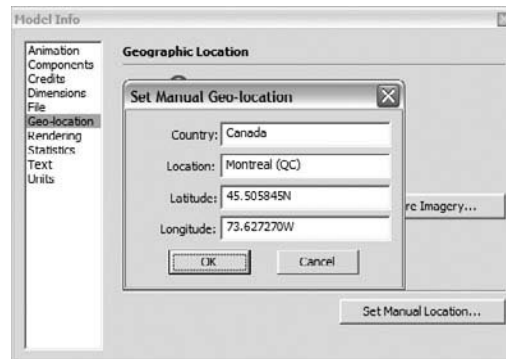 Model Info
Animation
Components
Credits
Dimensions
File
Geo-location
Rendering
Statistics
Text
Units
Geographic Location
Set Manual Geo-location
Country: Canada
Location: Montreal (QC)
Latitude: 45.505845N
Longitude: 73.627270W
OK
Cancel
re Imagery...
Set Manual Location...